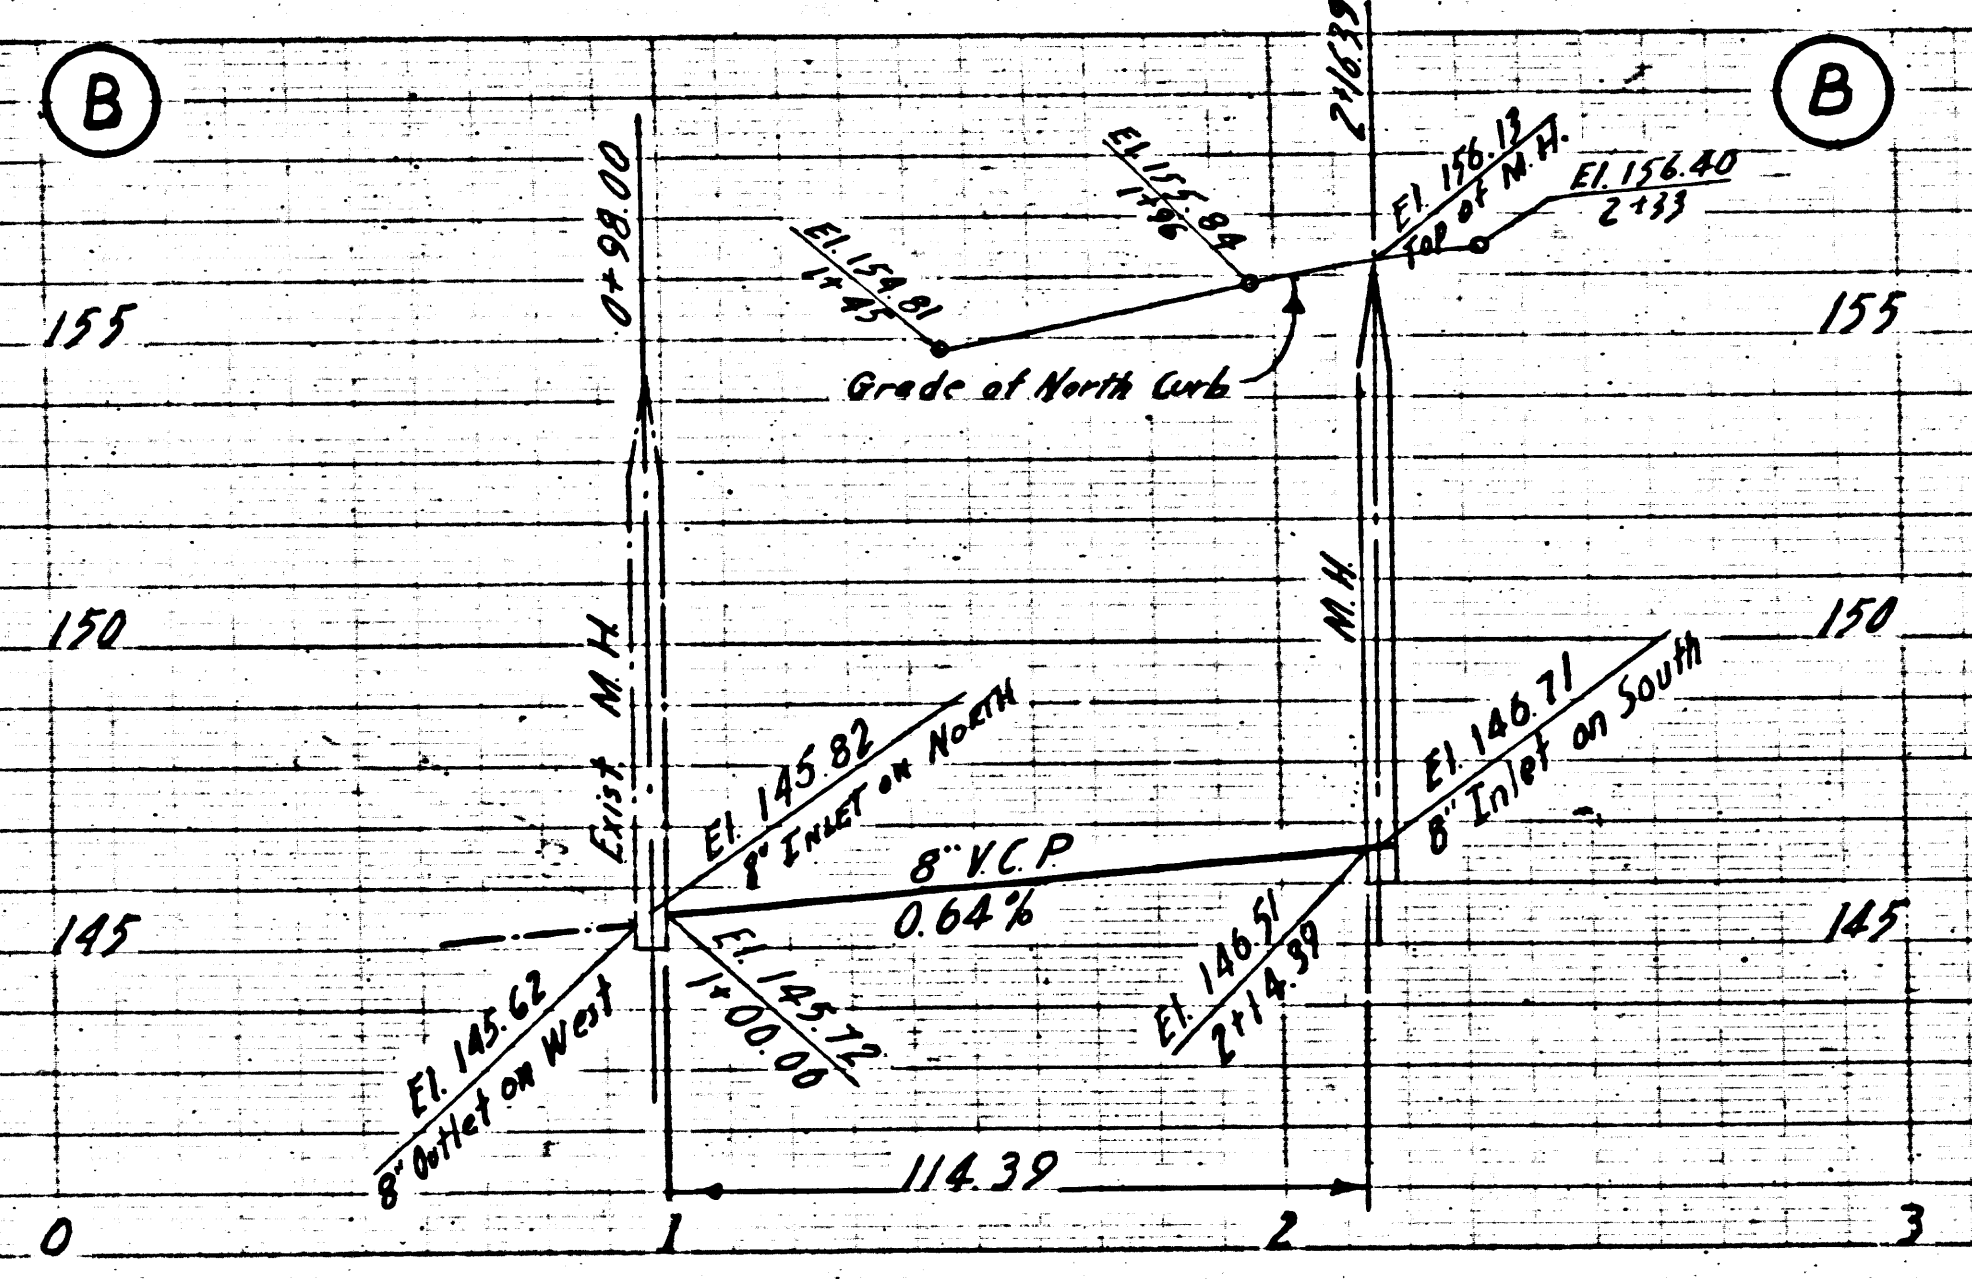 B
B
2+16.39
0+98.00
El. 155.84
1+96
El. 156.13
Top of M.H.
El. 156.40
2+33
El. 154.81
1+45
155
155
Grade of North Curb
M.H.
150
150
Exist. M.H.
El. 145.82
8" INLET ON NORTH
El. 146.71
8" Inlet on South
8" V.C.P.
0.64%
145
145
El. 145.62
8" Outlet on West
El. 145.72
1+00.00
El. 146.51
2+14.39
114.39
0
1
2
3